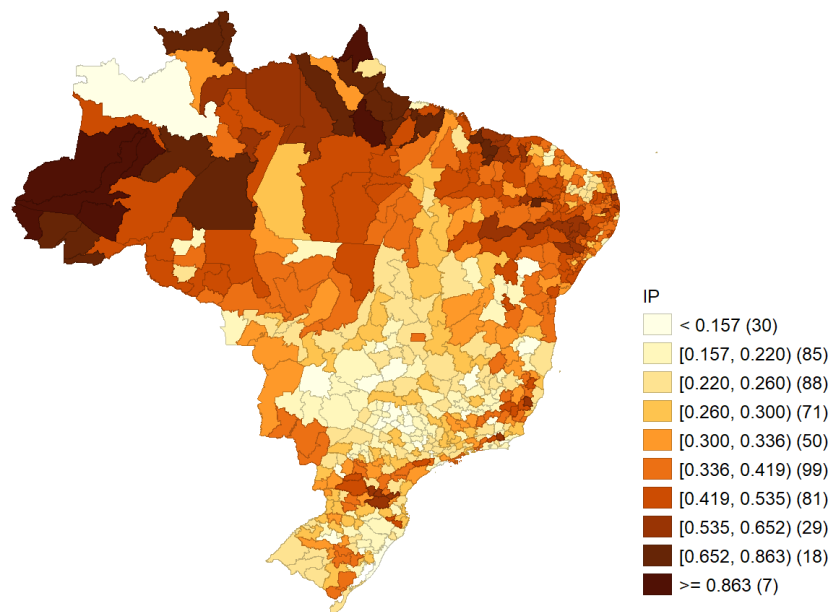 IP
< 0.157 (30)
[0.157, 0.220) (85)
[0.220, 0.260) (88)
[0.260, 0.300) (71)
[0.300, 0.336) (50)
[0.336, 0.419) (99)
[0.419, 0.535) (81)
[0.535, 0.652) (29)
[0.652, 0.863) (18)
>= 0.863 (7)